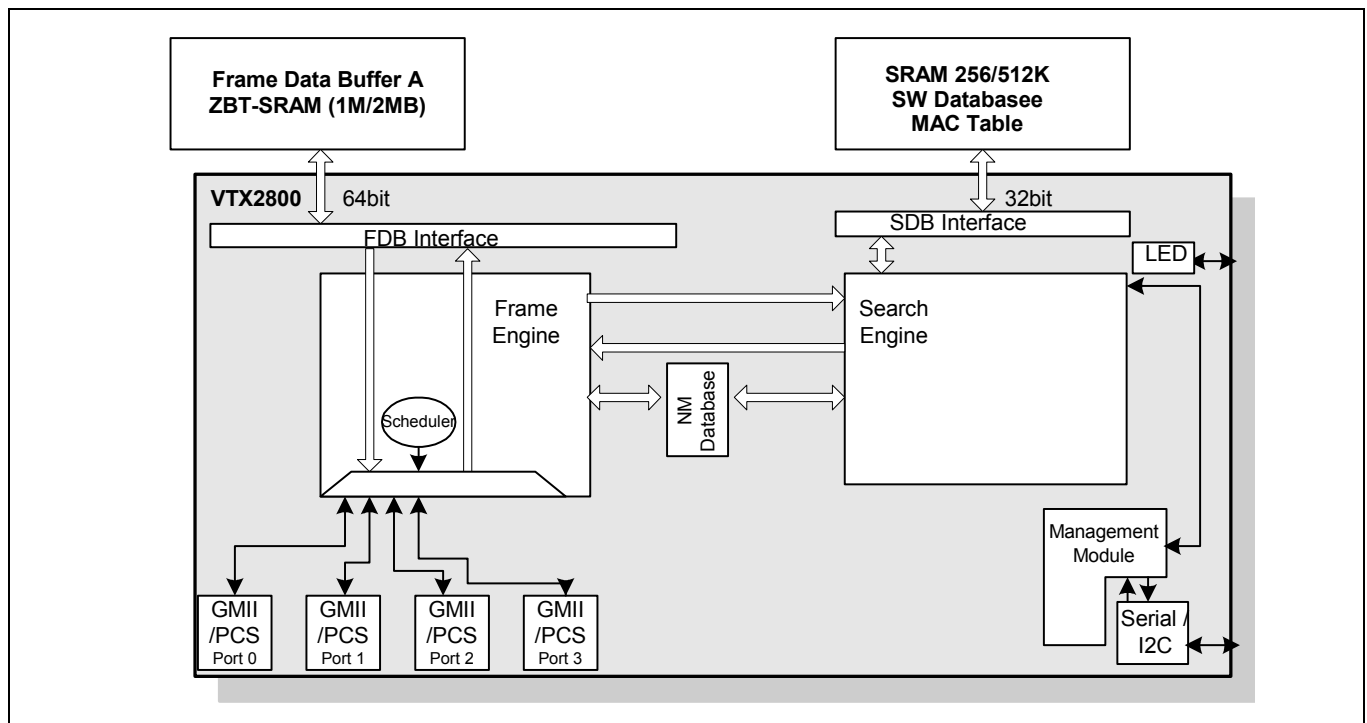 Frame Data Buffer A
ZBT-SRAM (1M/2MB)
SRAM 256/512K
SW Databasee
MAC Table
VTX2800
64bit
32bit
FDB Interface
SDB Interface
LED
Frame
Engine
Search
Engine
NM
Database
Scheduler
Management
Module
GMII
/PCS
Port 0
GMII
/PCS
Port 1
GMII
/PCS
Port 2
GMII
/PCS
Port 3
Serial /
I2C